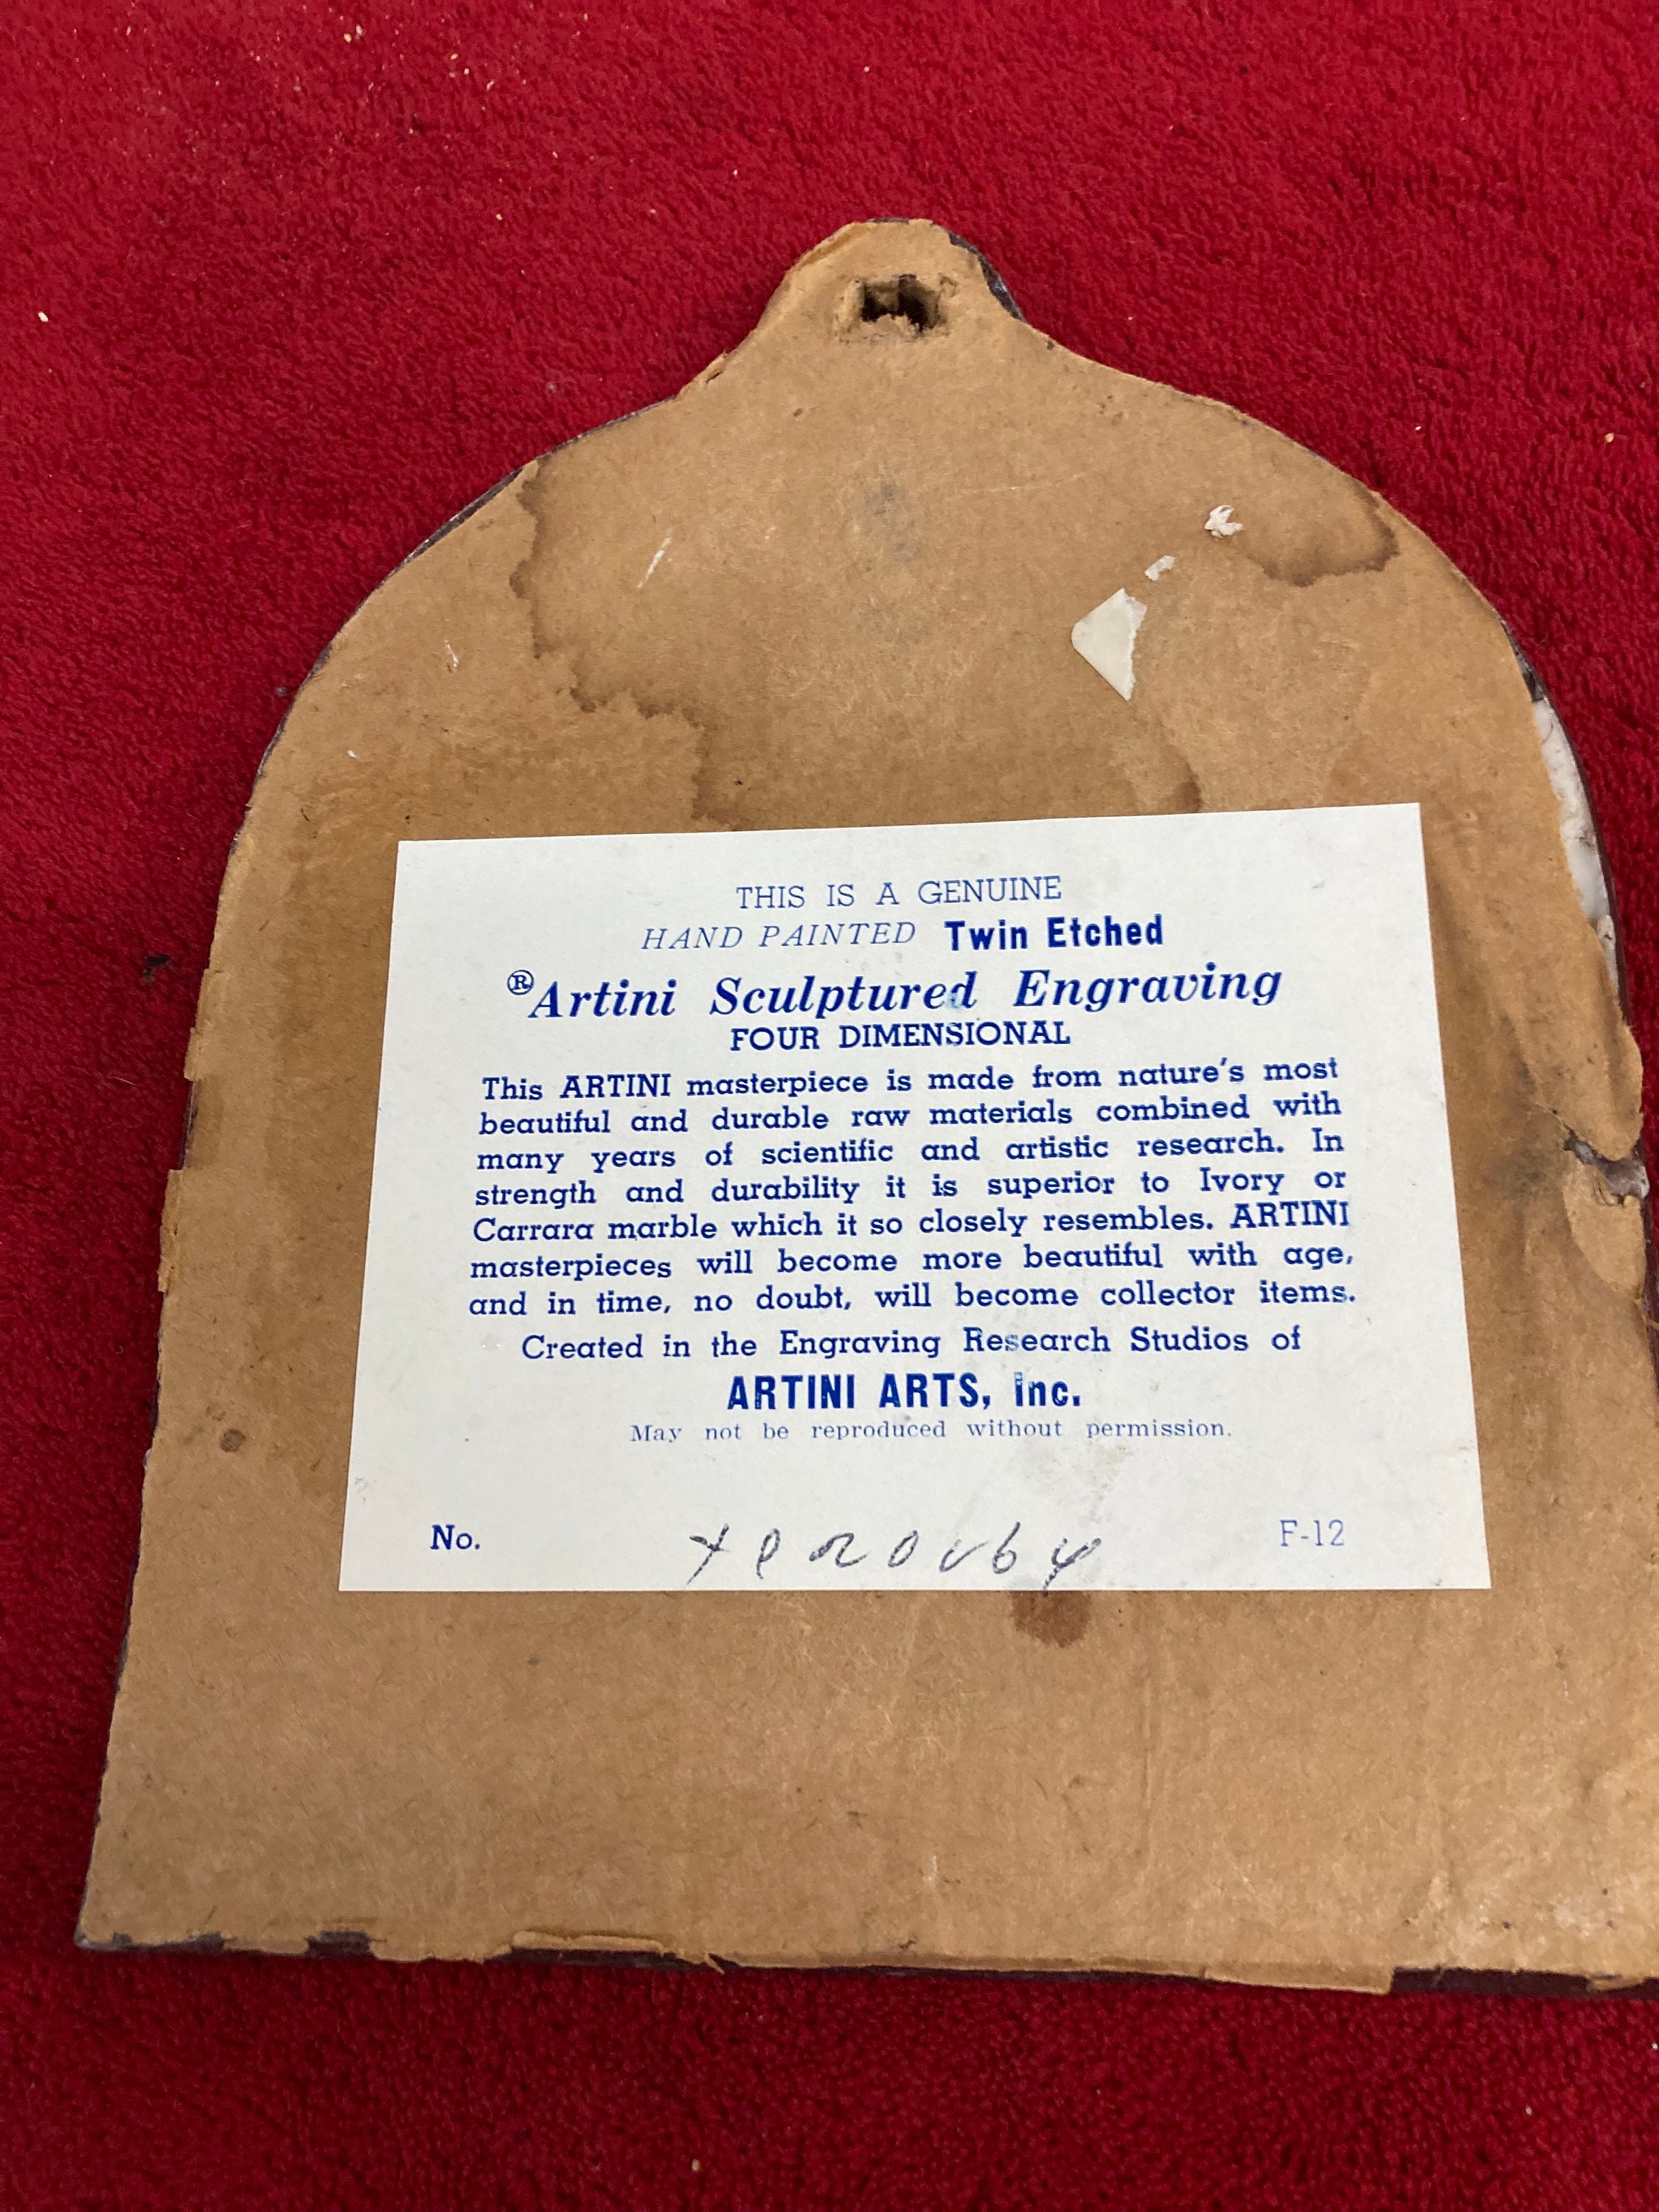 THIS IS A GENUINE
HAND PAINTED Twin Etched
®Artini Sculptured Engraving
FOUR DIMENSIONAL
This ARTINI masterpiece is made from nature's most
beautiful and durable raw materials combined with
many years of scientific and artistic research. In
strength and durability it is superior to Ivory or
Carrara marble which it so closely resembles. ARTINI
masterpieces will become more beautiful with age,
and in time, no doubt, will become collector items.
Created in the Engraving Research Studios of
ARTINI ARTS, inc.
May not be reproduced without permission.
No. F-12